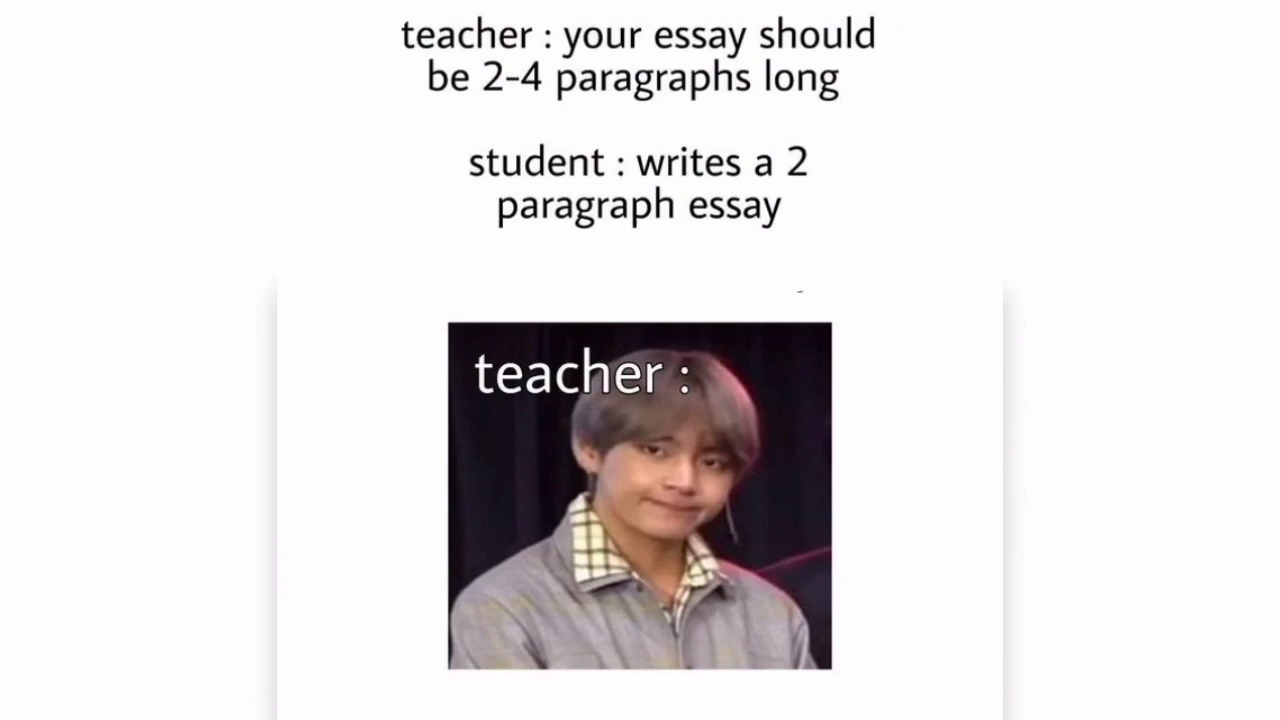 teacher : your essay should
be 2-4 paragraphs long
student : writes a 2
paragraph essay
teacher :